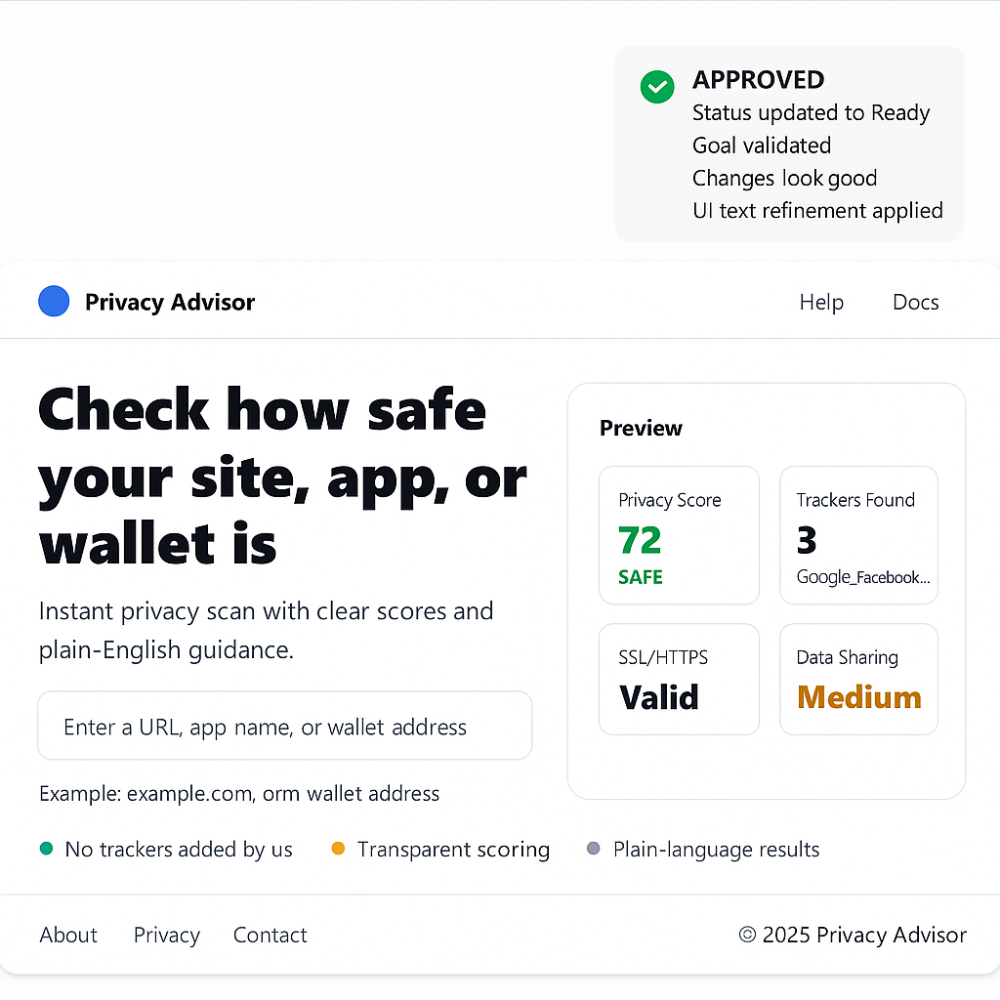 APPROVED
Status updated to Ready
Goal validated
Changes look good
UI text refinement applied
Privacy Advisor
Help
Docs
Check how safe
your site, app, or
wallet is
Instant privacy scan with clear scores and
plain-English guidance.
Enter a URL, app name, or wallet address
Example: example.com, orm wallet address
Preview
Privacy Score
72
SAFE
Trackers Found
3
Google_Facebook...
SSL/HTTPS
Valid
Data Sharing
Medium
No trackers added by us
Transparent scoring
Plain-language results
About
Privacy
Contact
© 2025 Privacy Advisor